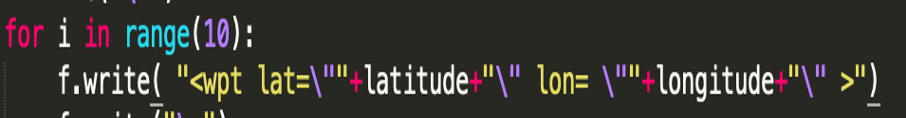 for i in range(10):
f.write( "<wpt lat=\""+latitude+"\" lon= \""+longitude+"\" >")